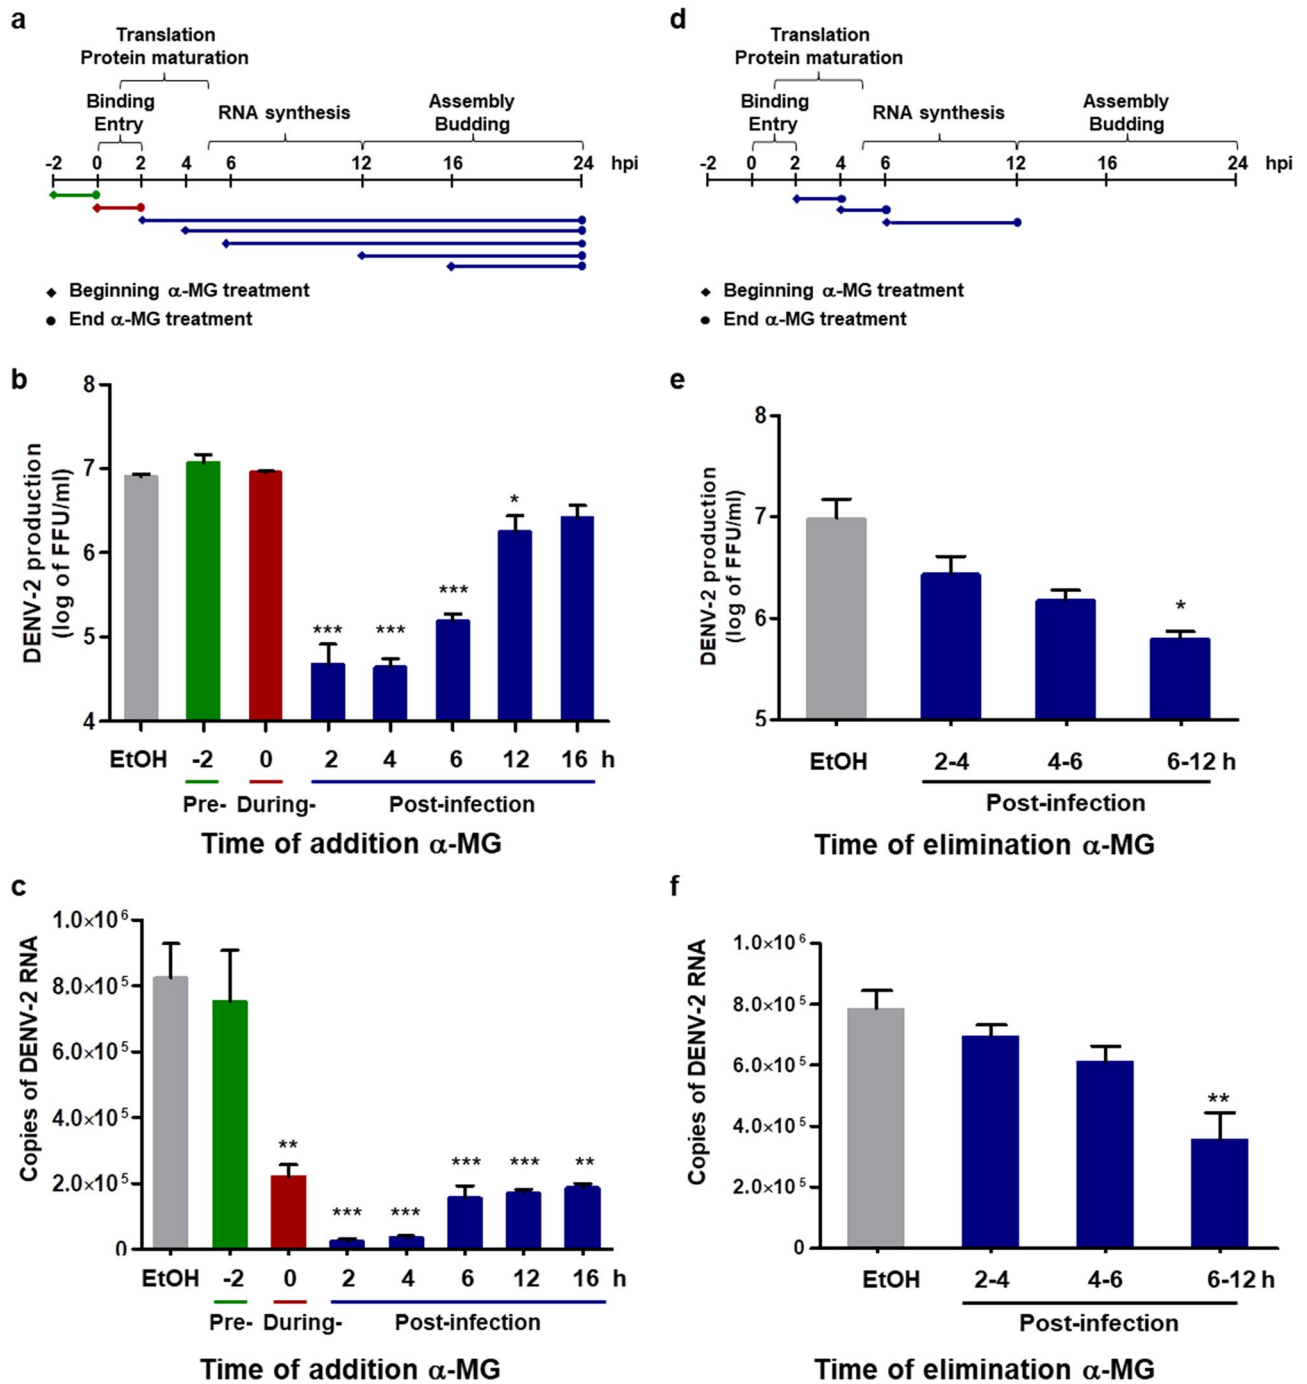 a
Translation
Protein maturation
Binding
Entry
RNA synthesis
Assembly
Budding
-2 0 2 4 6 12 16 24 hpi
Beginning α-MG treatment
End α-MG treatment
d
Translation
Protein maturation
Binding
Entry
RNA synthesis
Assembly
Budding
-2 0 2 4 6 12 16 24 hpi
Beginning α-MG treatment
End α-MG treatment
b
DENV-2 production
(log of FFU/ml)
8
7
6
5
4
*** *** *** *
EtOH -2 0 2 4 6 12 16 h
Pre- During- Post-infection
Time of addition α-MG
e
DENV-2 production
(log of FFU/ml)
8
7
6
5
*
EtOH 2-4 4-6 6-12 h
Post-infection
Time of elimination α-MG
c
Copies of DENV-2 RNA
1.0×10⁶
8.0×10⁵
6.0×10⁵
4.0×10⁵
2.0×10⁵
0
** *** *** *** *** **
EtOH -2 0 2 4 6 12 16 h
Pre- During- Post-infection
Time of addition α-MG
f
Copies of DENV-2 RNA
1.0×10⁶
8.0×10⁵
6.0×10⁵
4.0×10⁵
2.0×10⁵
0
**
EtOH 2-4 4-6 6-12 h
Post-infection
Time of elimination α-MG